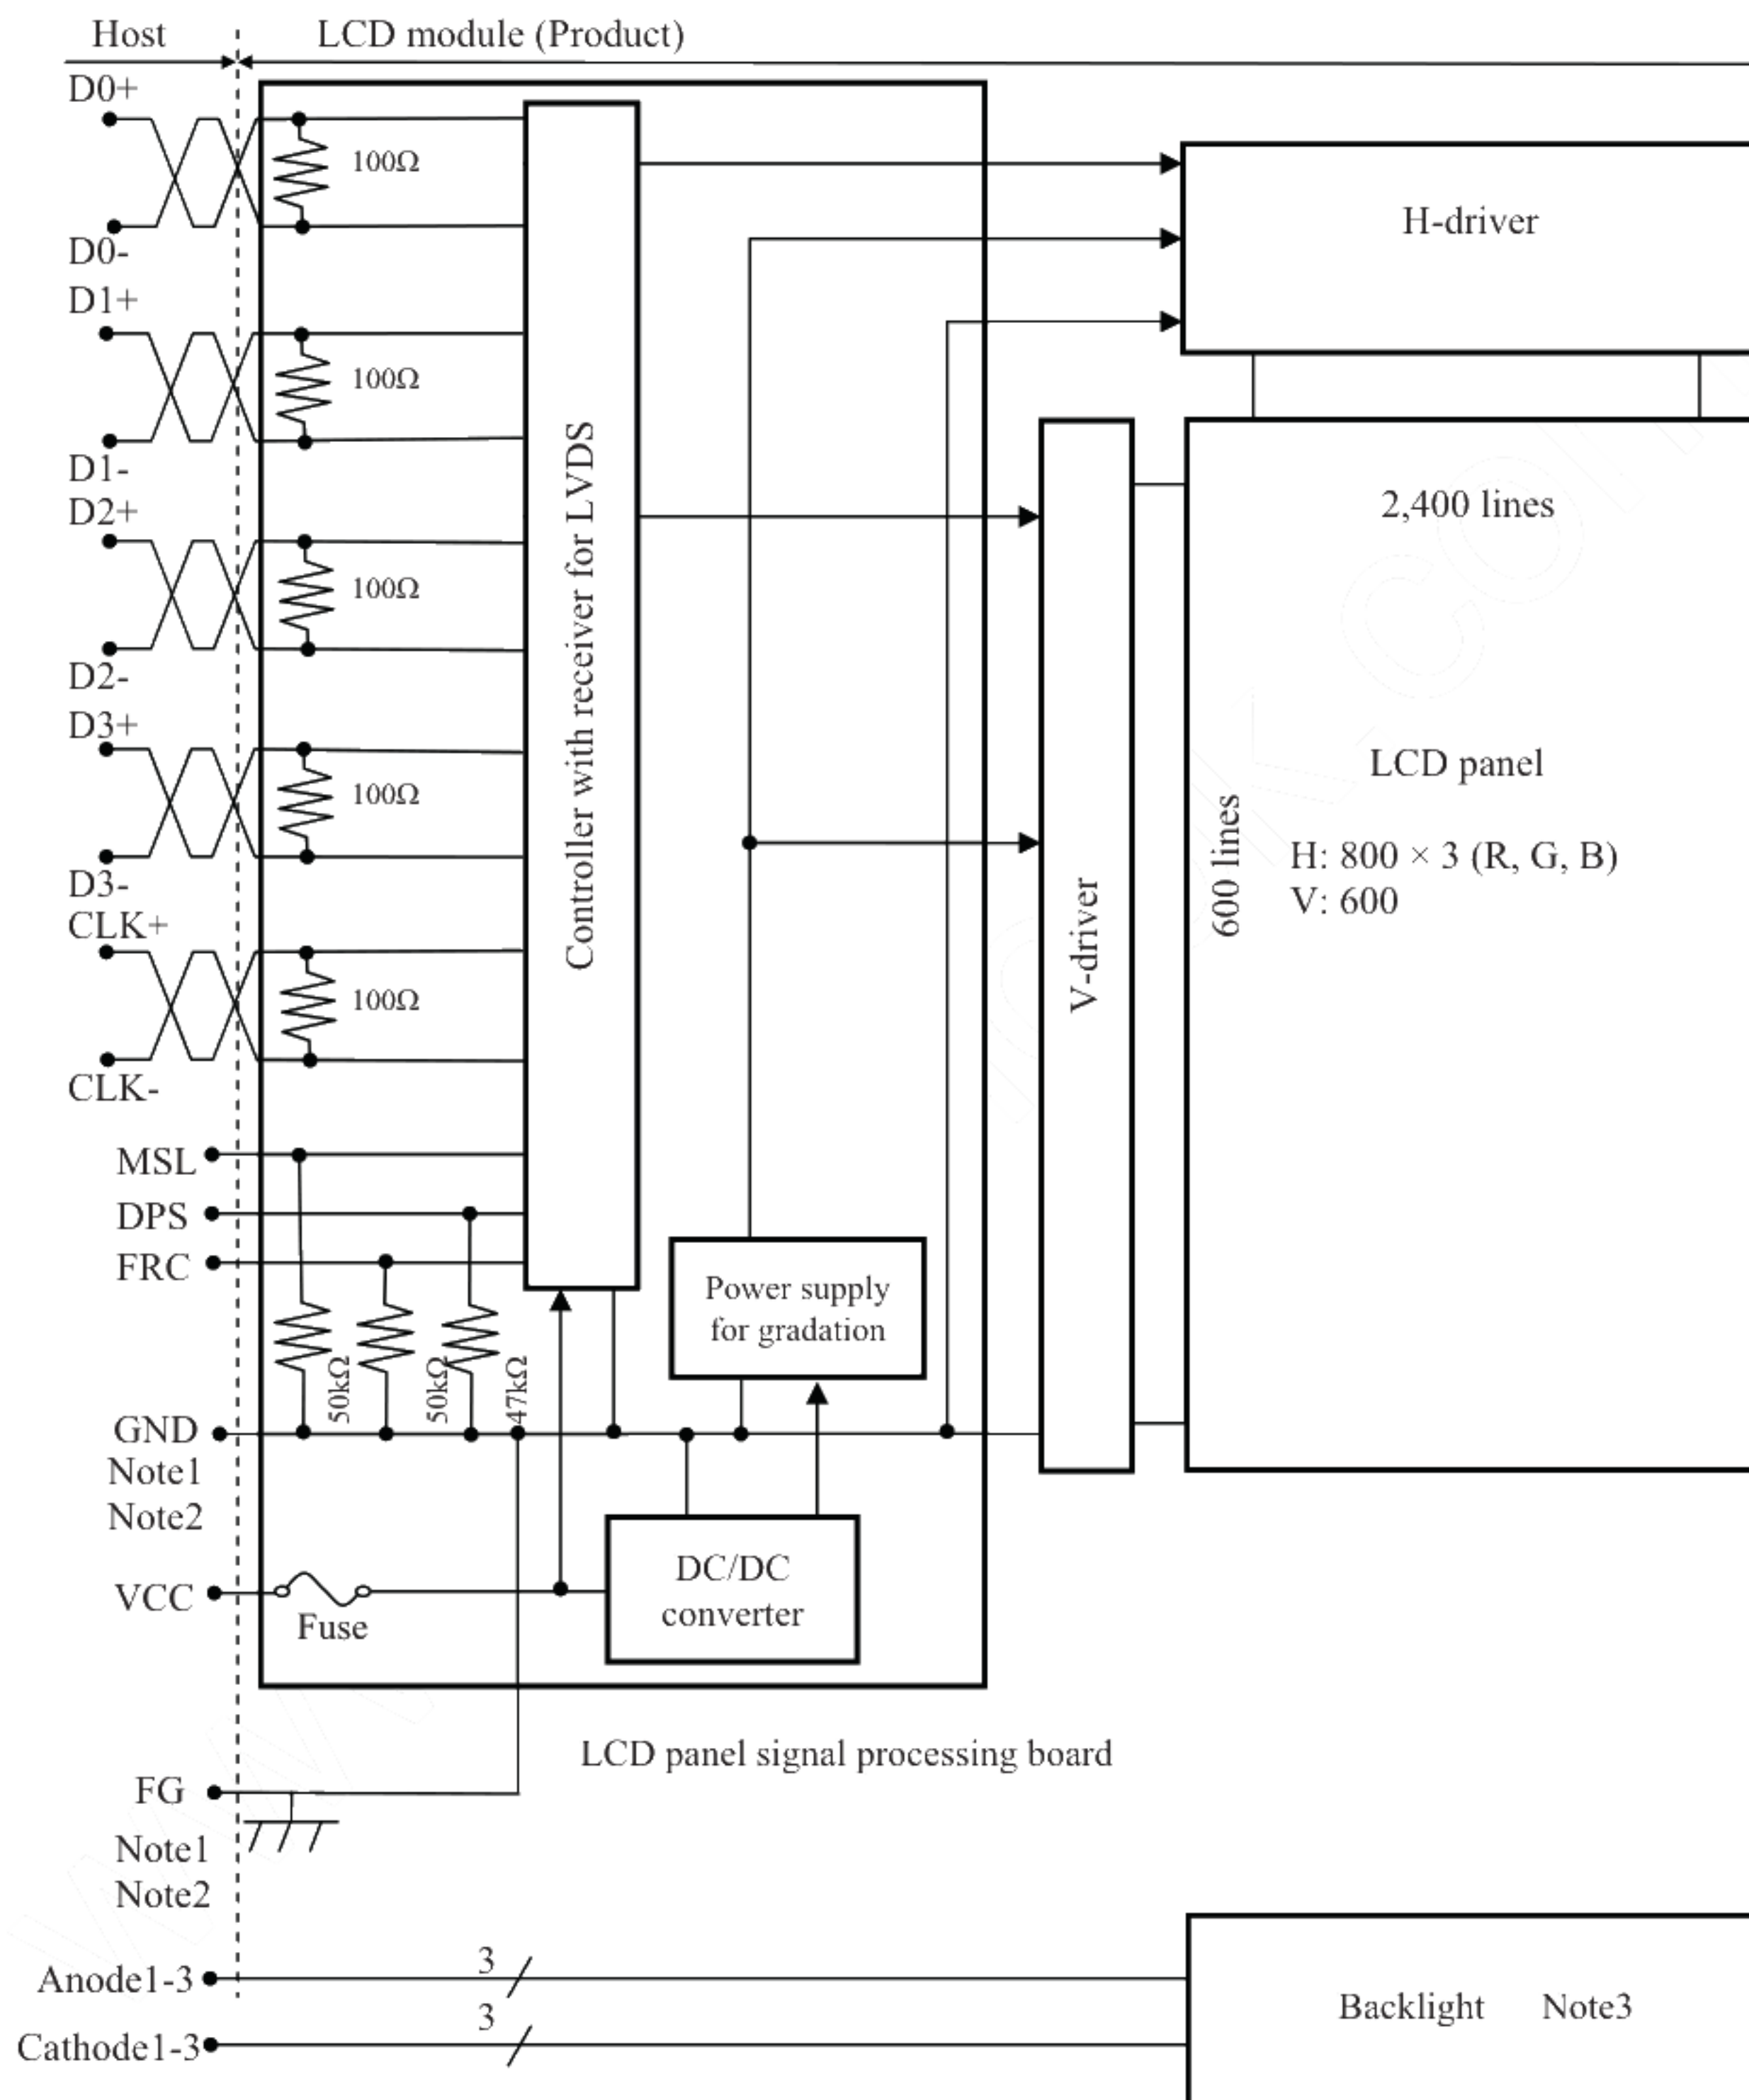 Host
LCD module (Product)
D0+
100Ω
D0-
H-driver
D1+
100Ω
D1-
D2+
100Ω
D2-
D3+
100Ω
D3-
CLK+
100Ω
CLK-
Controller with receiver for LVDS
2,400 lines
LCD panel
600 lines
H: 800 × 3 (R, G, B)
V: 600
V-driver
MSL
DPS
FRC
50kΩ
50kΩ
47kΩ
Power supply
for gradation
GND
Note1
Note2
VCC
Fuse
DC/DC
converter
LCD panel signal processing board
FG
Note1
Note2
Anode1-3
3
Cathode1-3
3
Backlight Note3